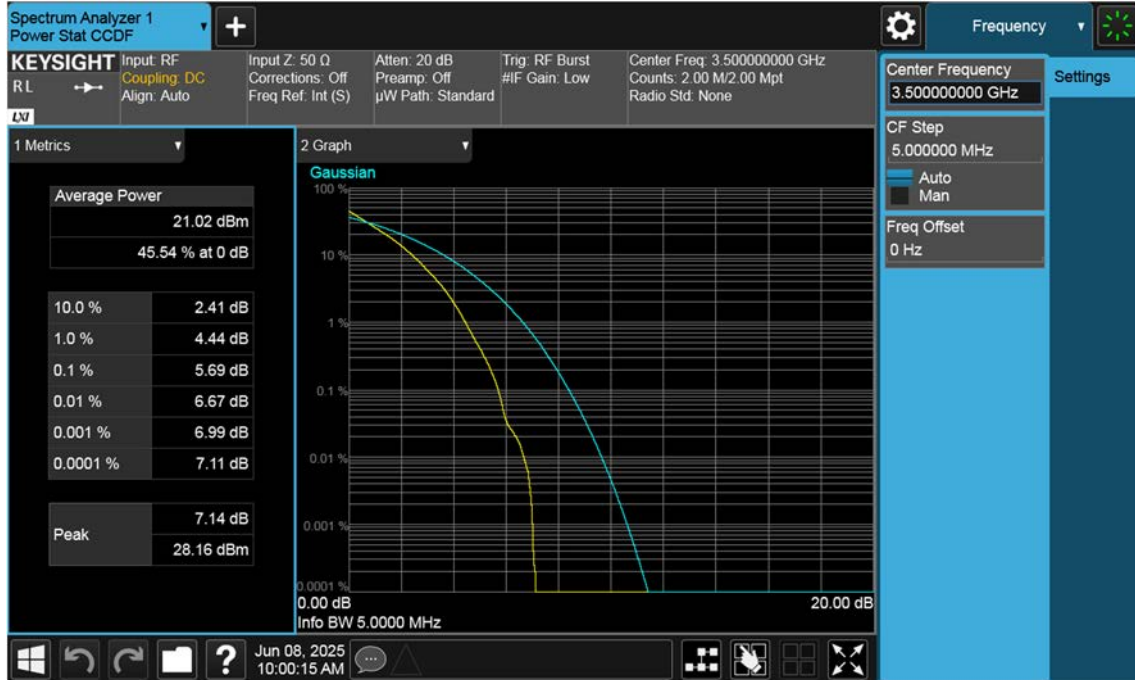 Spectrum Analyzer 1
Power Stat CCDF
Frequency
KEYSIGHT
R L
LXI
Input: RF
Coupling: DC
Align: Auto
Input Z: 50 Ω
Corrections: Off
Freq Ref: Int (S)
Atten: 20 dB
Preamp: Off
µW Path: Standard
Trig: RF Burst
#IF Gain: Low
Center Freq: 3.500000000 GHz
Counts: 2.00 M/2.00 Mpt
Radio Std: None
Center Frequency
3.500000000 GHz
Settings
CF Step
5.000000 MHz
Auto
Man
Freq Offset
0 Hz
1 Metrics
Average Power
21.02 dBm
45.54 % at 0 dB
10.0 % 2.41 dB
1.0 % 4.44 dB
0.1 % 5.69 dB
0.01 % 6.67 dB
0.001 % 6.99 dB
0.0001 % 7.11 dB
Peak
7.14 dB
28.16 dBm
2 Graph
Gaussian
100 %
10 %
1 %
0.1 %
0.01 %
0.001 %
0.0001 %
0.00 dB 20.00 dB
Info BW 5.0000 MHz
?
Jun 08, 2025
10:00:15 AM